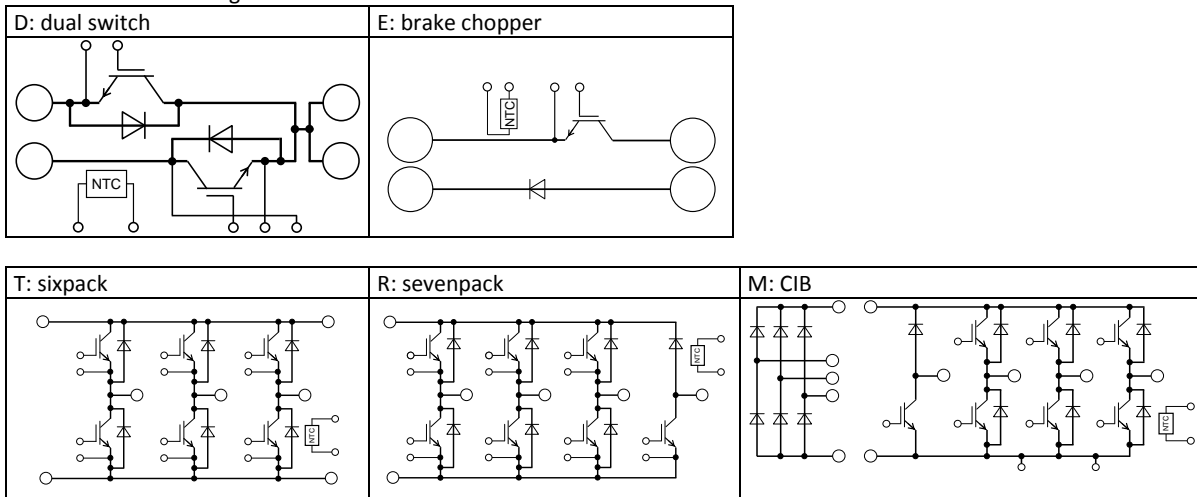 D: dual switch
E: brake chopper
NTC
NTC
T: sixpack
R: sevenpack
M: CIB
NTC
NTC
NTC